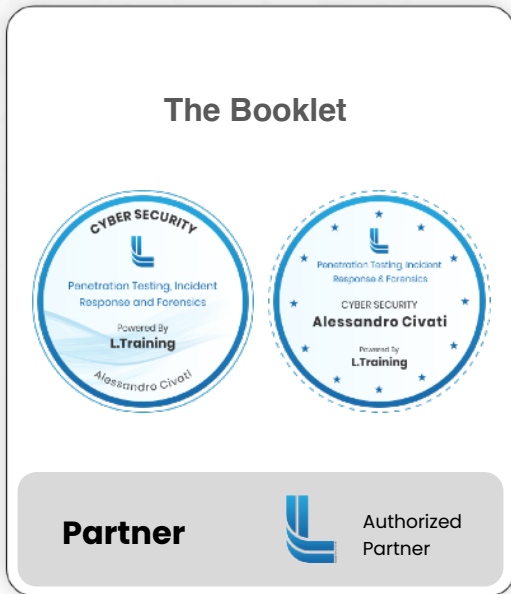 The Booklet
CYBER SECURITY
Penetration Testing, Incident
Response and Forensics
Powered By
L.Training
Alessandro Civati
Penetration Testing, Incident
Response & Forensics
CYBER SECURITY
Alessandro Civati
Powered By
L.Training
Partner
Authorized
Partner